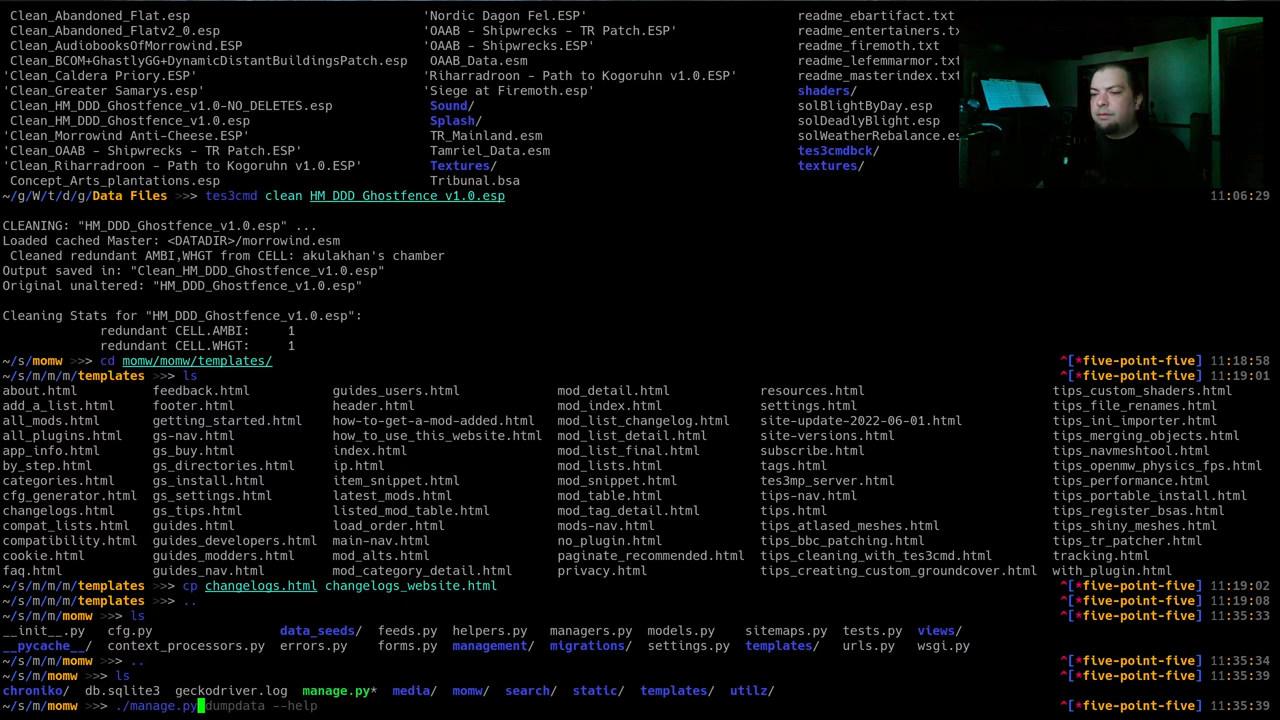 Clean_Abandoned_Flat.esp 'Nordic Dagon Fel.ESP' readme_ebartifact.txt
Clean_Abandoned_Flatv2_0.esp 'OAAB - Shipwrecks - TR Patch.ESP' readme_entertainers.tx
Clean_AudiobooksOfMorrowind.ESP 'OAAB - Shipwrecks.ESP' readme_firemoth.txt
Clean_BCOM+GhastlyGG+DynamicDistantBuildingsPatch.esp OAAB_Data.esm readme_lefemmarmor.txt
'Clean_Caldera Priory.ESP' 'Riharradroon - Path to Kogoruhn v1.0.ESP' readme_masterindex.txt
'Clean_Greater Samarys.esp' 'Siege at Firemoth.esp' shaders/
Clean_HM_DDD_Ghostfence_v1.0-NO_DELETES.esp Sound/ solBlightByDay.esp
Clean_HM_DDD_Ghostfence_v1.0.esp Splash/ solDeadlyBlight.esp
'Clean_Morrowind Anti-Cheese.ESP' TR_Mainland.esm solWeatherRebalance.es
'Clean_OAAB - Shipwrecks - TR Patch.ESP' Tamriel_Data.esm tes3cmdbck/
'Clean_Riharradroon - Path to Kogoruhn v1.0.ESP' Textures/ textures/
Concept_Arts_plantations.esp Tribunal.bsa
~/g/W/t/d/g/Data Files >>> tes3cmd clean HM_DDD_Ghostfence_v1.0.esp 11:06:29
CLEANING: "HM_DDD_Ghostfence_v1.0.esp" ...
Loaded cached Master: <DATADIR>/morrowind.esm
Cleaned redundant AMBI,WHGT from CELL: akulakhan's chamber
Output saved in: "Clean_HM_DDD_Ghostfence_v1.0.esp"
Original unaltered: "HM_DDD_Ghostfence_v1.0.esp"
Cleaning Stats for "HM_DDD_Ghostfence_v1.0.esp":
redundant CELL.AMBI: 1
redundant CELL.WHGT: 1
~/s/momw >>> cd momw/momw/templates/ ^[*five-point-five] 11:18:58
~/s/m/m/m/templates >>> ls ^[*five-point-five] 11:19:01
about.html feedback.html guides_users.html mod_detail.html resources.html tips_custom_shaders.html
add_a_list.html footer.html header.html mod_index.html settings.html tips_file_renames.html
all_mods.html getting_started.html how-to-get-a-mod-added.html mod_list_changelog.html site-update-2022-06-01.html tips_ini_importer.html
all_plugins.html gs-nav.html how_to_use_this_website.html mod_list_detail.html site-versions.html tips_merging_objects.html
app_info.html gs_buy.html index.html mod_list_final.html subscribe.html tips_navmeshtool.html
by_step.html gs_directories.html ip.html mod_lists.html tags.html tips_openmw_physics_fps.html
categories.html gs_install.html item_snippet.html mod_snippet.html tes3mp_server.html tips_performance.html
cfg_generator.html gs_settings.html latest_mods.html mod_table.html tips-nav.html tips_portable_install.html
changelogs.html gs_tips.html listed_mod_table.html mod_tag_detail.html tips.html tips_register_bsas.html
compat_lists.html guides.html load_order.html mods-nav.html tips_atlased_meshes.html tips_shiny_meshes.html
compatibility.html guides_developers.html main-nav.html no_plugin.html tips_bbc_patching.html tips_tr_patcher.html
cookie.html guides_modders.html mod_alts.html paginate_recommended.html tips_cleaning_with_tes3cmd.html tracking.html
faq.html guides_nav.html mod_category_detail.html privacy.html tips_creating_custom_groundcover.html with_plugin.html
~/s/m/m/m/templates >>> cp changelogs.html changelogs_website.html ^[*five-point-five] 11:19:02
~/s/m/m/m/templates >>> .. ^[*five-point-five] 11:19:08
~/s/m/m/momw >>> ls ^[*five-point-five] 11:35:33
__init__.py cfg.py data_seeds/ feeds.py helpers.py managers.py models.py sitemaps.py tests.py views/
__pycache__/ context_processors.py errors.py forms.py management/ migrations/ settings.py templates/ urls.py wsgi.py
~/s/m/momw >>> .. ^[*five-point-five] 11:35:34
~/s/m/momw >>> ls ^[*five-point-five] 11:35:39
chroniko/ db.sqlite3 geckodriver.log manage.py* media/ momw/ search/ static/ templates/ utilz/
~/s/m/momw >>> ./manage.py dumpdata --help ^[*five-point-five] 11:35:39